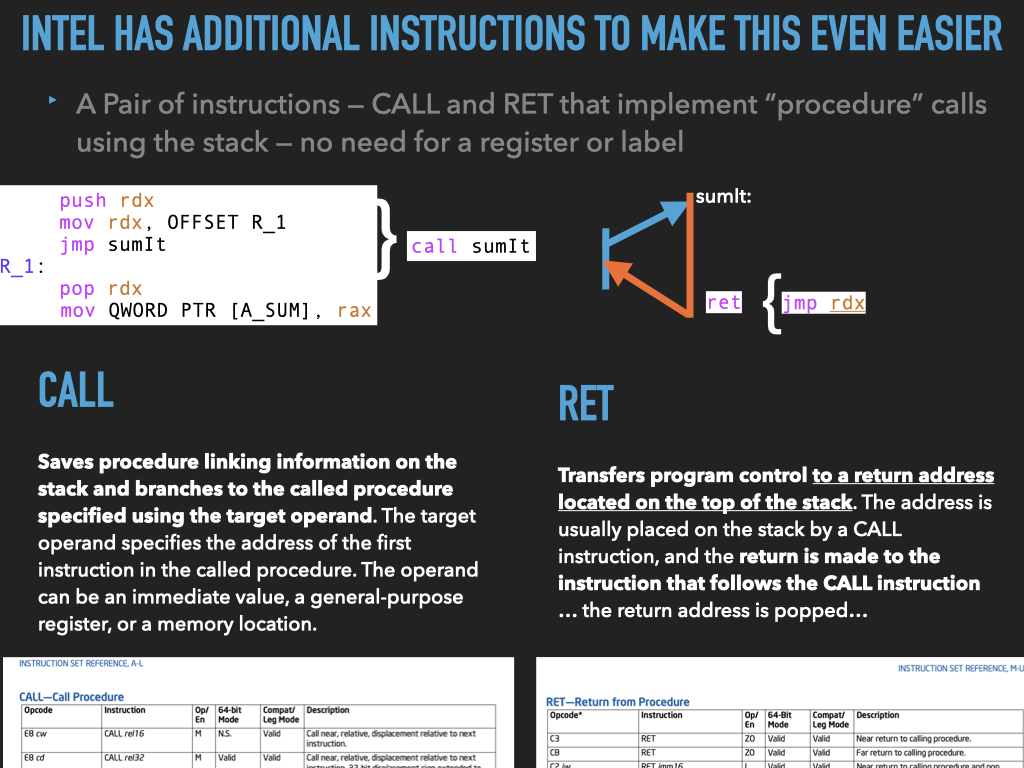 INTEL HAS ADDITIONAL INSTRUCTIONS TO MAKE THIS EVEN EASIER
‣ A Pair of instructions — CALL and RET that implement “procedure” calls
using the stack — no need for a register or label
push rdx
mov rdx, OFFSET R_1
jmp sumIt
R_1:
pop rdx
mov QWORD PTR [A_SUM], rax
}
call sumIt
sumIt:
ret
{
jmp rdx
CALL
Saves procedure linking information on the
stack and branches to the called procedure
specified using the target operand. The target
operand specifies the address of the first
instruction in the called procedure. The operand
can be an immediate value, a general-purpose
register, or a memory location.
RET
Transfers program control to a return address
located on the top of the stack. The address is
usually placed on the stack by a CALL
instruction, and the return is made to the
instruction that follows the CALL instruction
… the return address is popped…
INSTRUCTION SET REFERENCE, A-L
CALL—Call Procedure
Opcode Instruction Op/ En 64-bit Mode Compat/ Leg Mode Description
E8 cw CALL rel16 M N.S. Valid Call near, relative, displacement relative to next
instruction.
E8 cd CALL rel32 M Valid Valid Call near, relative, displacement relative to next
instruction. 32-bit displacement sign extended to
INSTRUCTION SET REFERENCE, M-U
RET—Return from Procedure
Opcode* Instruction Op/ En 64-Bit Mode Compat/ Leg Mode Description
C3 RET ZO Valid Valid Near return to calling procedure.
CB RET ZO Valid Valid Far return to calling procedure.
C2 iw RET imm16 I Valid Valid Near return to calling procedure and pop